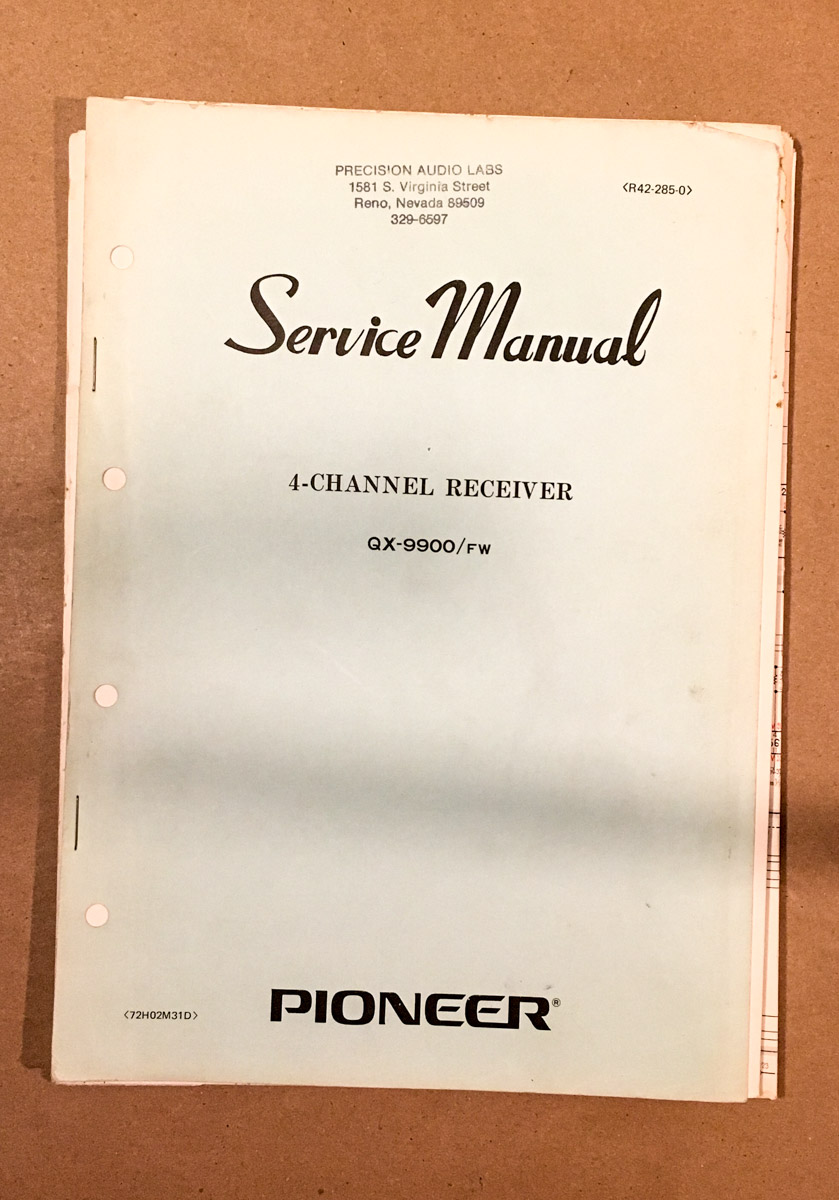 PRECISION AUDIO LABS
1581 S. Virginia Street
Reno, Nevada 89509
329-6597
<R42-285-0>
Service Manual
4-CHANNEL RECEIVER
QX-9900/FW
<72H02M31D>
PIONEER®